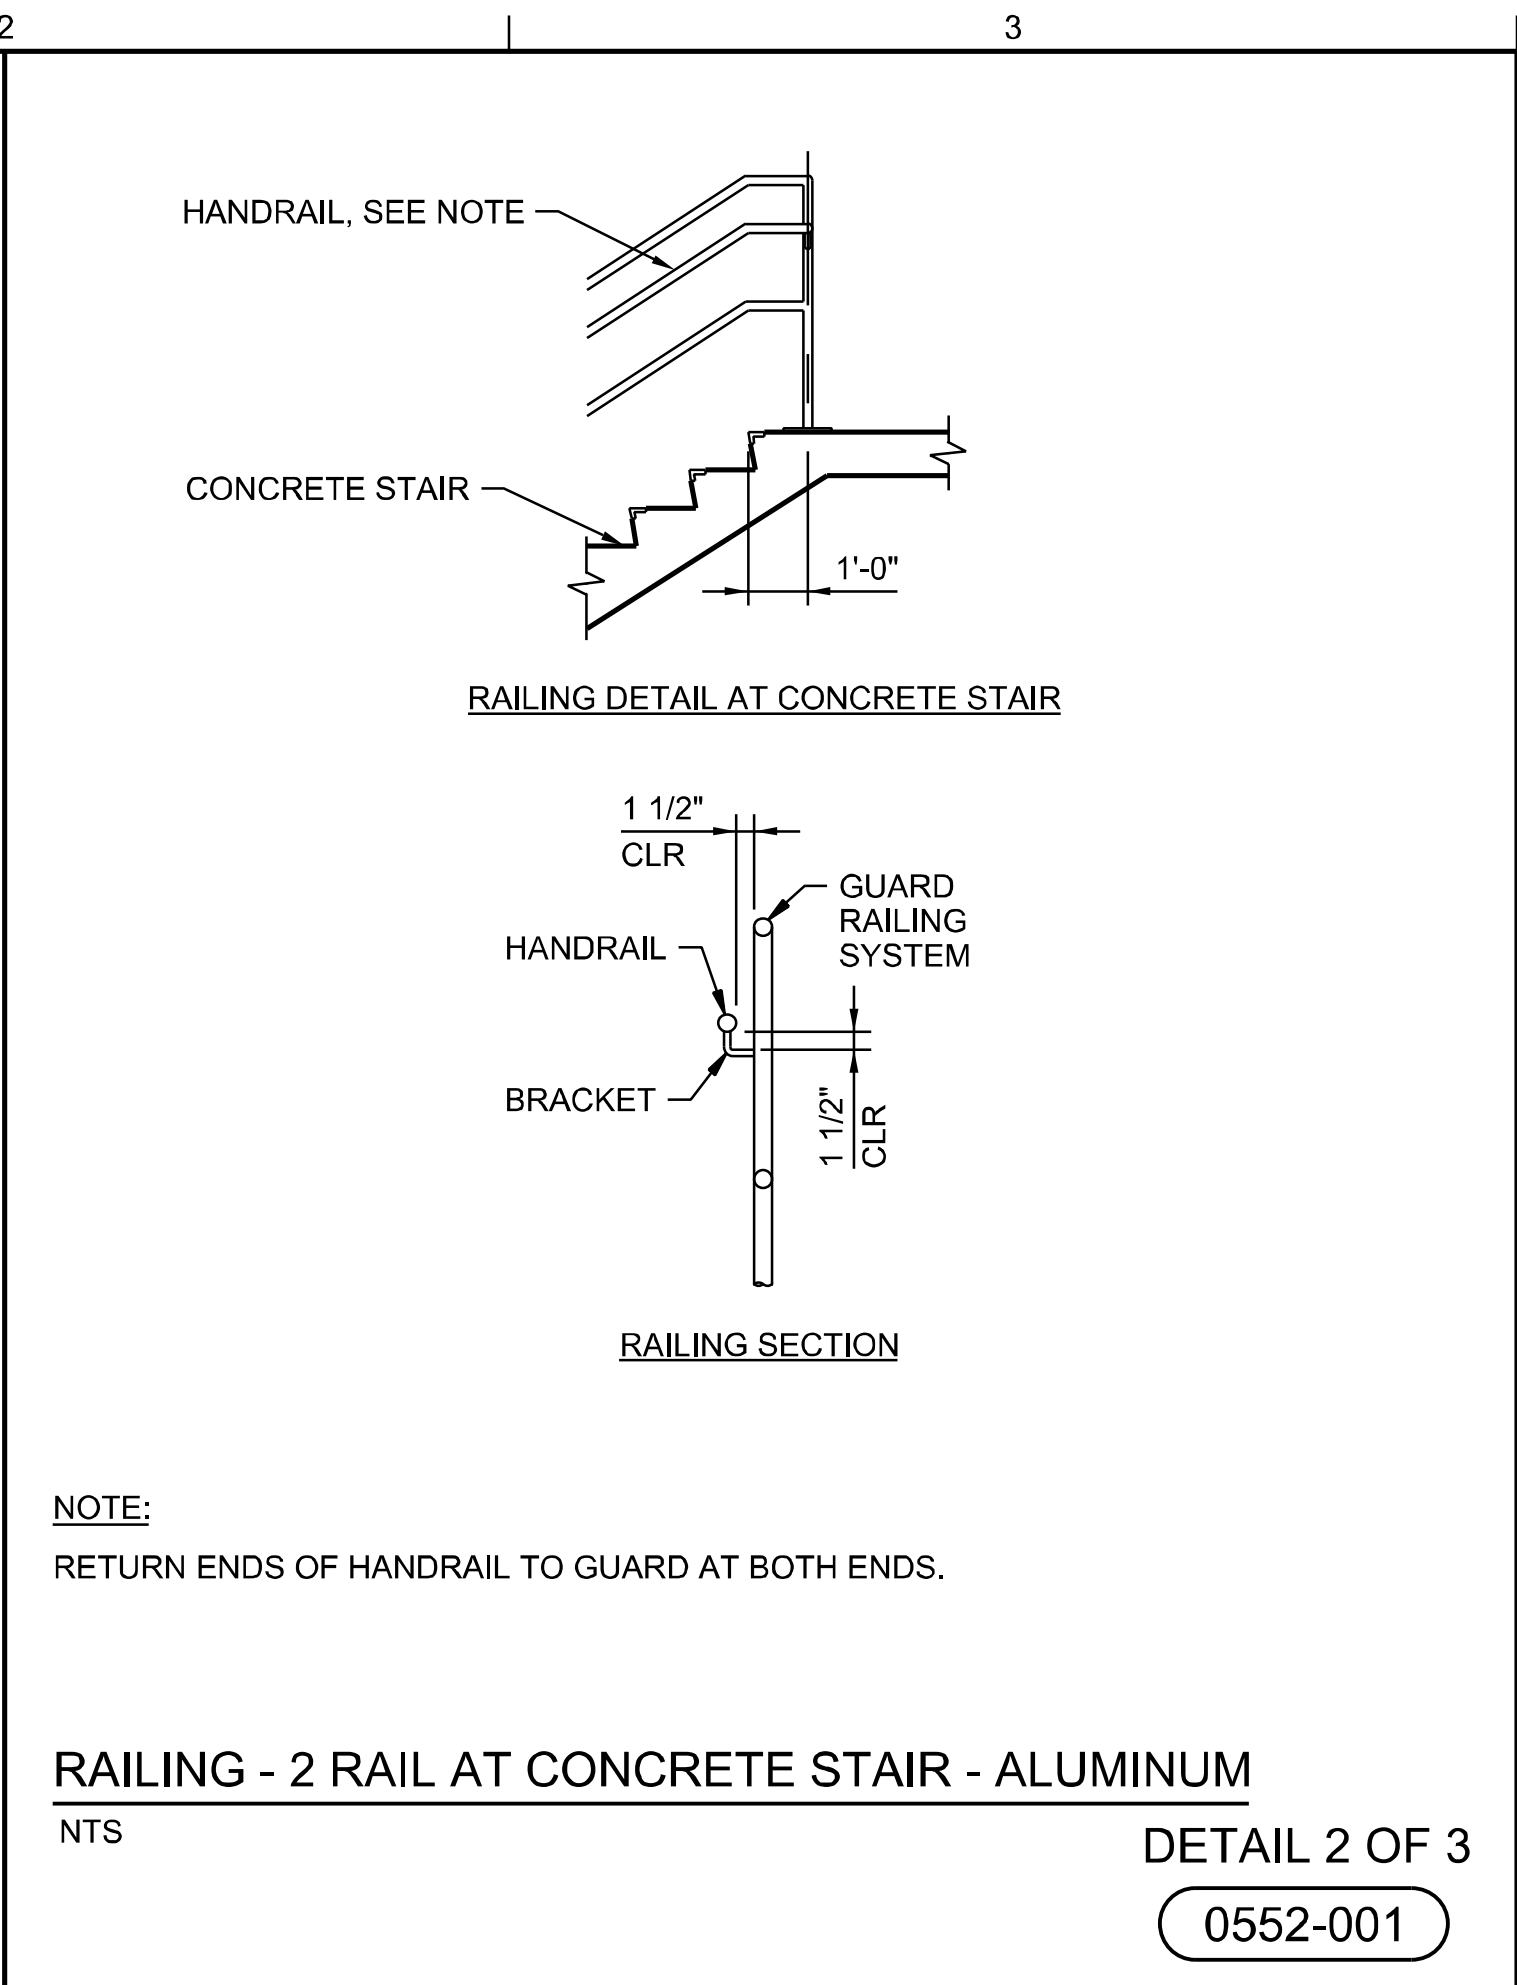 2
3
HANDRAIL, SEE NOTE
CONCRETE STAIR
1'-0"
RAILING DETAIL AT CONCRETE STAIR
1 1/2"
CLR
GUARD
RAILING
SYSTEM
HANDRAIL
BRACKET
1 1/2"
CLR
RAILING SECTION
NOTE:
RETURN ENDS OF HANDRAIL TO GUARD AT BOTH ENDS.
RAILING - 2 RAIL AT CONCRETE STAIR - ALUMINUM
NTS
DETAIL 2 OF 3
0552-001